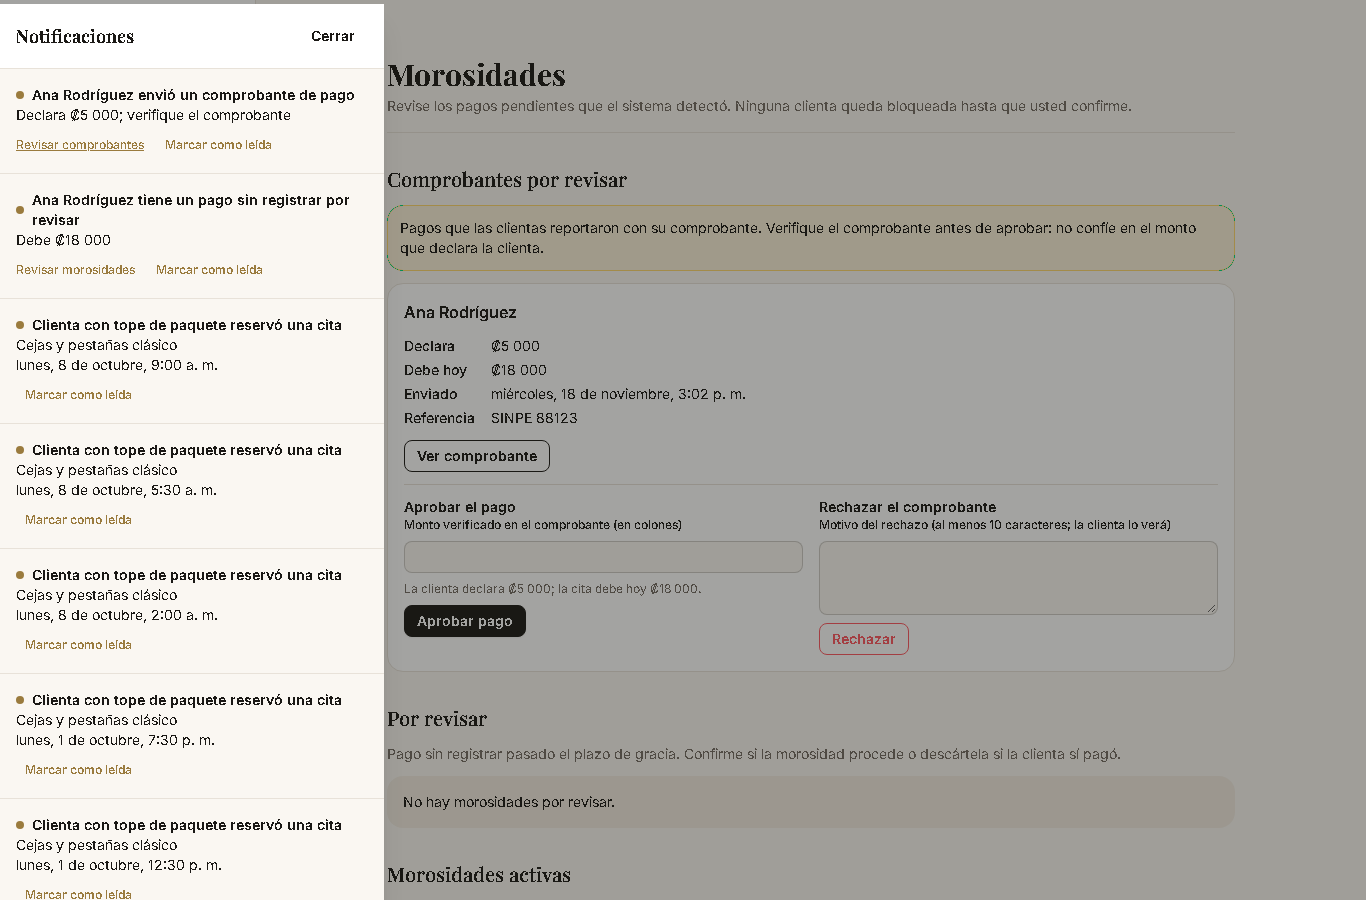 Notificaciones
Cerrar
Ana Rodríguez envió un comprobante de pago
Declara ₡5 000; verifique el comprobante
Revisar comprobantes
Marcar como leída
Ana Rodríguez tiene un pago sin registrar por
revisar
Debe ₡18 000
Revisar morosidades
Marcar como leída
Clienta con tope de paquete reservó una cita
Cejas y pestañas clásico
lunes, 8 de octubre, 9:00 a. m.
Marcar como leída
Clienta con tope de paquete reservó una cita
Cejas y pestañas clásico
lunes, 8 de octubre, 5:30 a. m.
Marcar como leída
Clienta con tope de paquete reservó una cita
Cejas y pestañas clásico
lunes, 8 de octubre, 2:00 a. m.
Marcar como leída
Clienta con tope de paquete reservó una cita
Cejas y pestañas clásico
lunes, 1 de octubre, 7:30 p. m.
Marcar como leída
Clienta con tope de paquete reservó una cita
Cejas y pestañas clásico
lunes, 1 de octubre, 12:30 p. m.
Marcar como leída
Morosidades
Revise los pagos pendientes que el sistema detectó. Ninguna clienta queda bloqueada hasta que usted confirme.
Comprobantes por revisar
Pagos que las clientas reportaron con su comprobante. Verifique el comprobante antes de aprobar: no confíe en el monto
que declara la clienta.
Ana Rodríguez
Declara ₡5 000
Debe hoy ₡18 000
Enviado miércoles, 18 de noviembre, 3:02 p. m.
Referencia SINPE 88123
Ver comprobante
Aprobar el pago
Monto verificado en el comprobante (en colones)
La clienta declara ₡5 000; la cita debe hoy ₡18 000.
Aprobar pago
Rechazar el comprobante
Motivo del rechazo (al menos 10 caracteres; la clienta lo verá)
Rechazar
Por revisar
Pago sin registrar pasado el plazo de gracia. Confirme si la morosidad procede o descártela si la clienta sí pagó.
No hay morosidades por revisar.
Morosidades activas